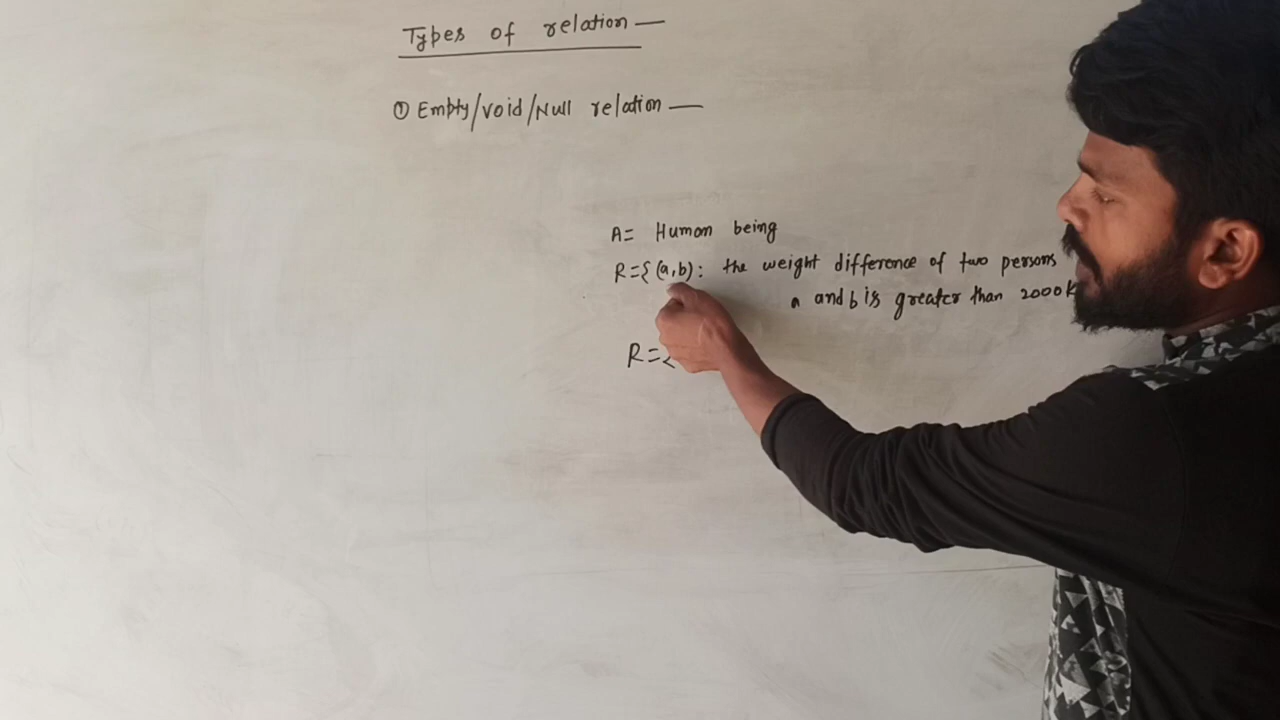 Types of relation —
① Empty/void/Null relation —
A= Human being
R={(a,b): the weight difference of two persons
a and b is greater than 2000K
R={